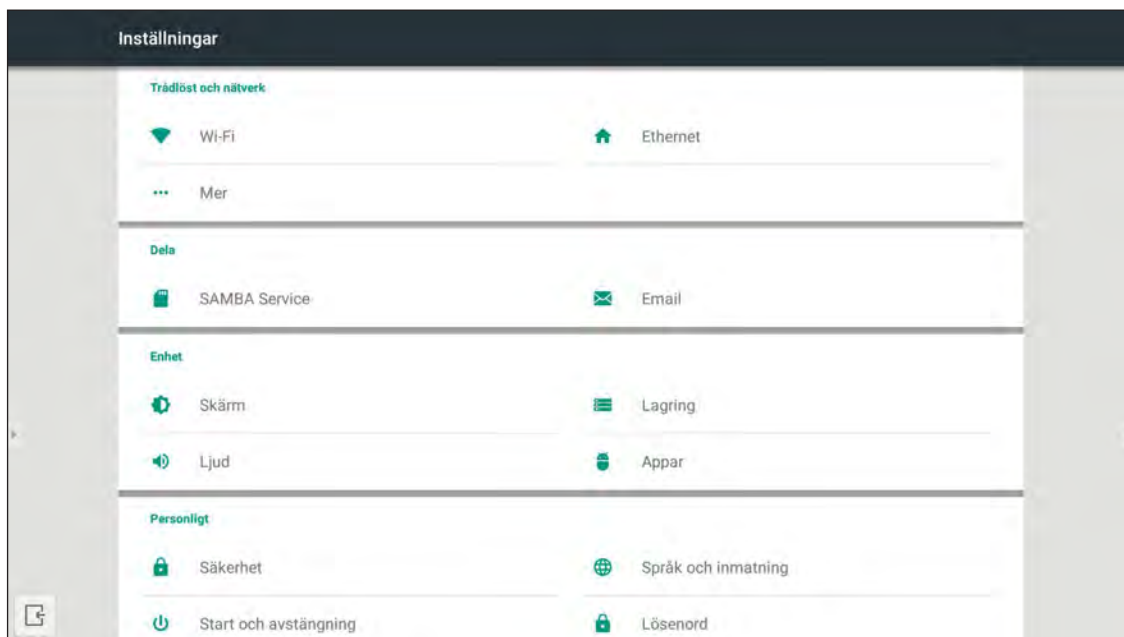 Inställningar
Trådlöst och nätverk
Wi-Fi
Ethernet
Mer
Dela
SAMBA Service
Email
Enhet
Skärm
Lagring
Ljud
Appar
Personligt
Säkerhet
Språk och inmatning
Start och avstängning
Lösenord